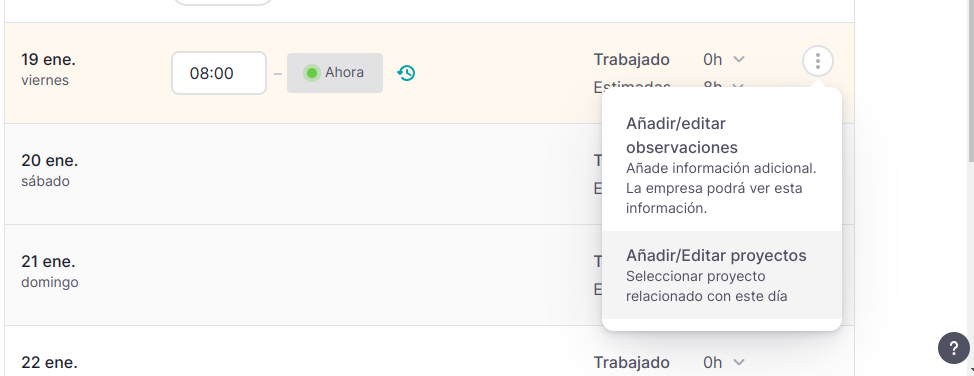 19 ene.
viernes
08:00 – Ahora
Trabajado 0h
Estimadas 8h
Añadir/editar
observaciones
Añade información adicional.
La empresa podrá ver esta
información.
Añadir/Editar proyectos
Seleccionar proyecto
relacionado con este día
20 ene.
sábado
T
E
21 ene.
domingo
T
E
22 ene.
Trabajado 0h
?